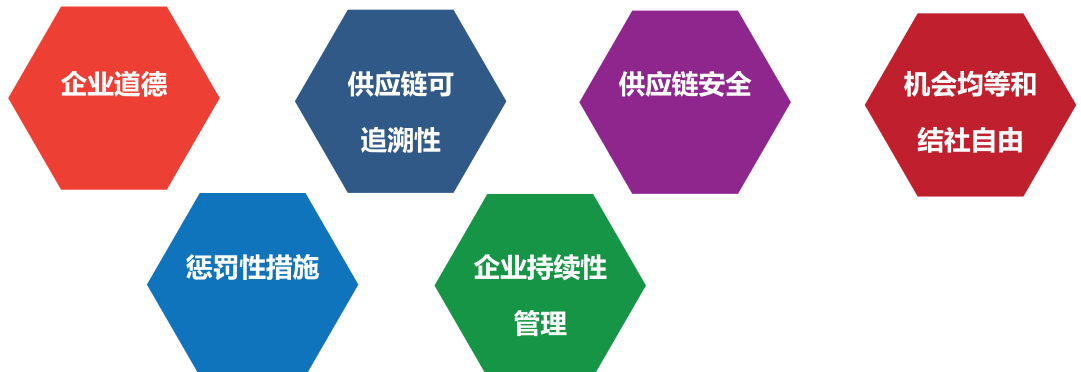 企业道德
供应链可
追溯性
供应链安全
机会均等和
结社自由
惩罚性措施
企业持续性
管理